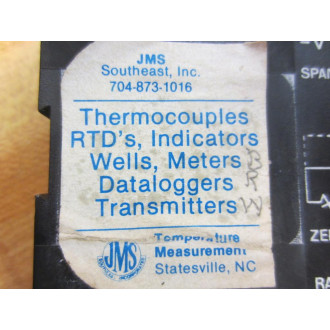 JMS
Southeast, Inc.
704-873-1016
Thermocouples
RTD's, Indicators
Wells, Meters
Dataloggers
Transmitters
JMS
Temperature
Measurement
Statesville, NC
-V
SPAN
ZE
RA